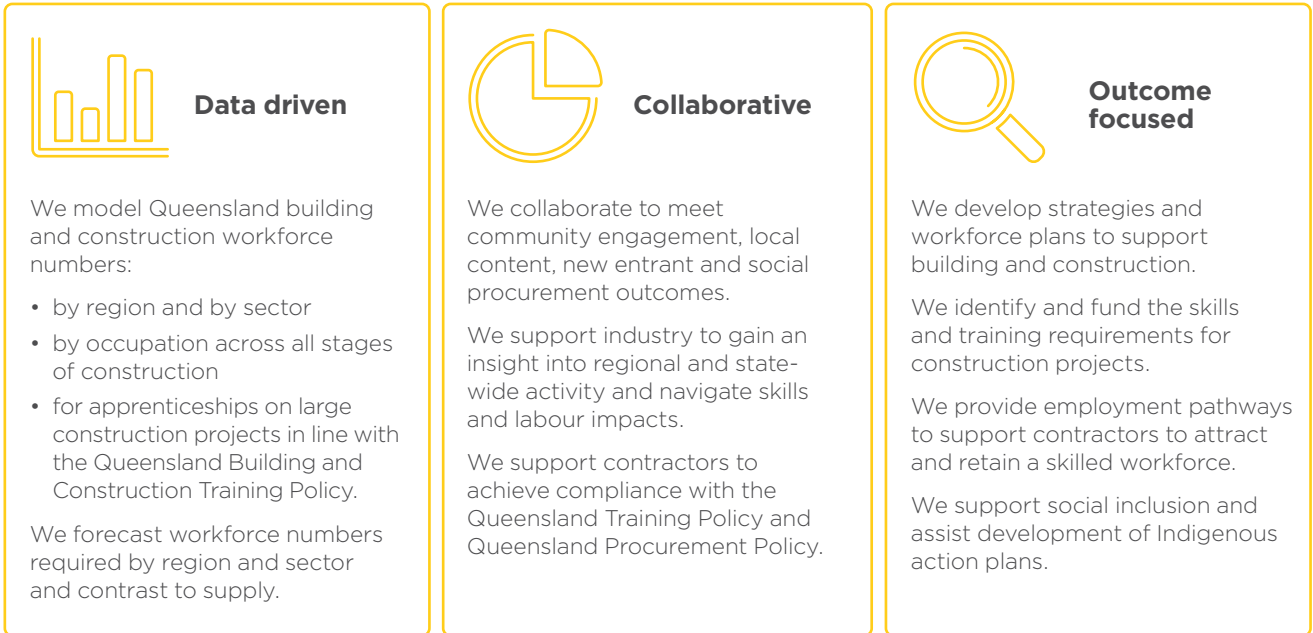 Data driven
We model Queensland building
and construction workforce
numbers:
• by region and by sector
• by occupation across all stages
of construction
• for apprenticeships on large
construction projects in line with
the Queensland Building and
Construction Training Policy.
We forecast workforce numbers
required by region and sector
and contrast to supply.
Collaborative
We collaborate to meet
community engagement, local
content, new entrant and social
procurement outcomes.
We support industry to gain an
insight into regional and state-
wide activity and navigate skills
and labour impacts.
We support contractors to
achieve compliance with the
Queensland Training Policy and
Queensland Procurement Policy.
Outcome
focused
We develop strategies and
workforce plans to support
building and construction.
We identify and fund the skills
and training requirements for
construction projects.
We provide employment pathways
to support contractors to attract
and retain a skilled workforce.
We support social inclusion and
assist development of Indigenous
action plans.